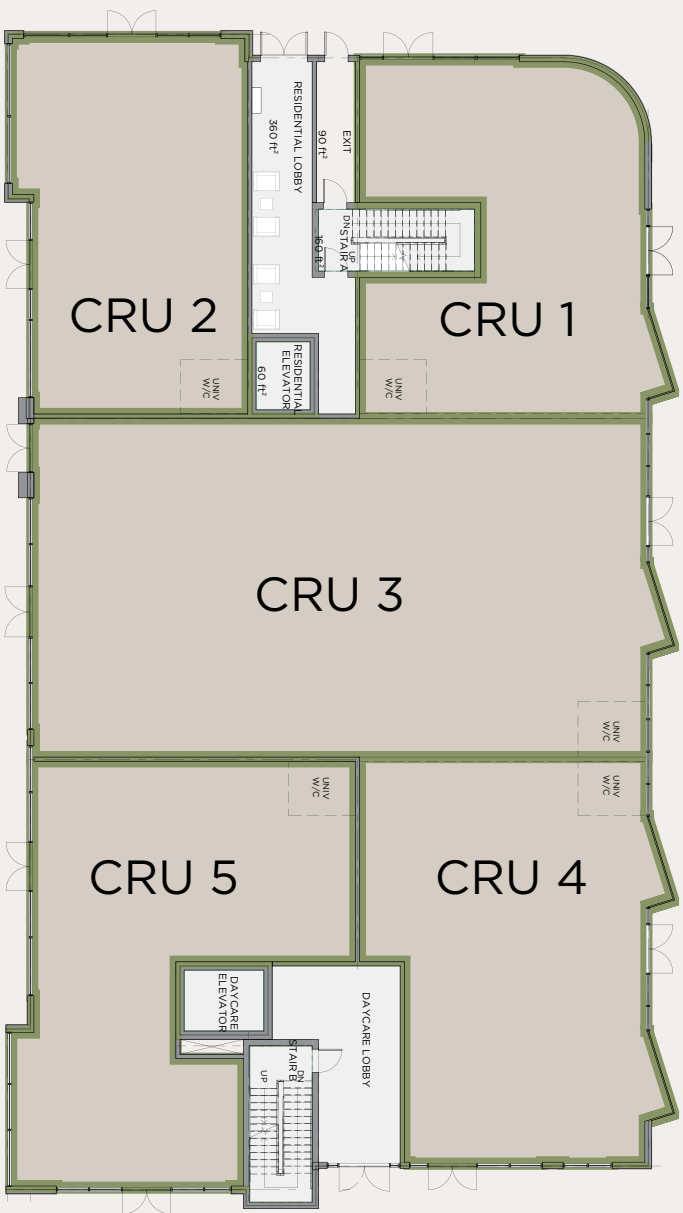 RESIDENTIAL LOBBY
360 ft²
EXIT
90 ft²
DN
STAIR A
UP
160 ft²
CRU 2
CRU 1
RESIDENTIAL
ELEVATOR
60 ft²
UNIV
W/C
UNIV
W/C
CRU 3
UNIV
W/C
UNIV
W/C
UNIV
W/C
CRU 5
CRU 4
DAYCARE
ELEVATOR
DAYCARE LOBBY
STAIR B
DN
UP